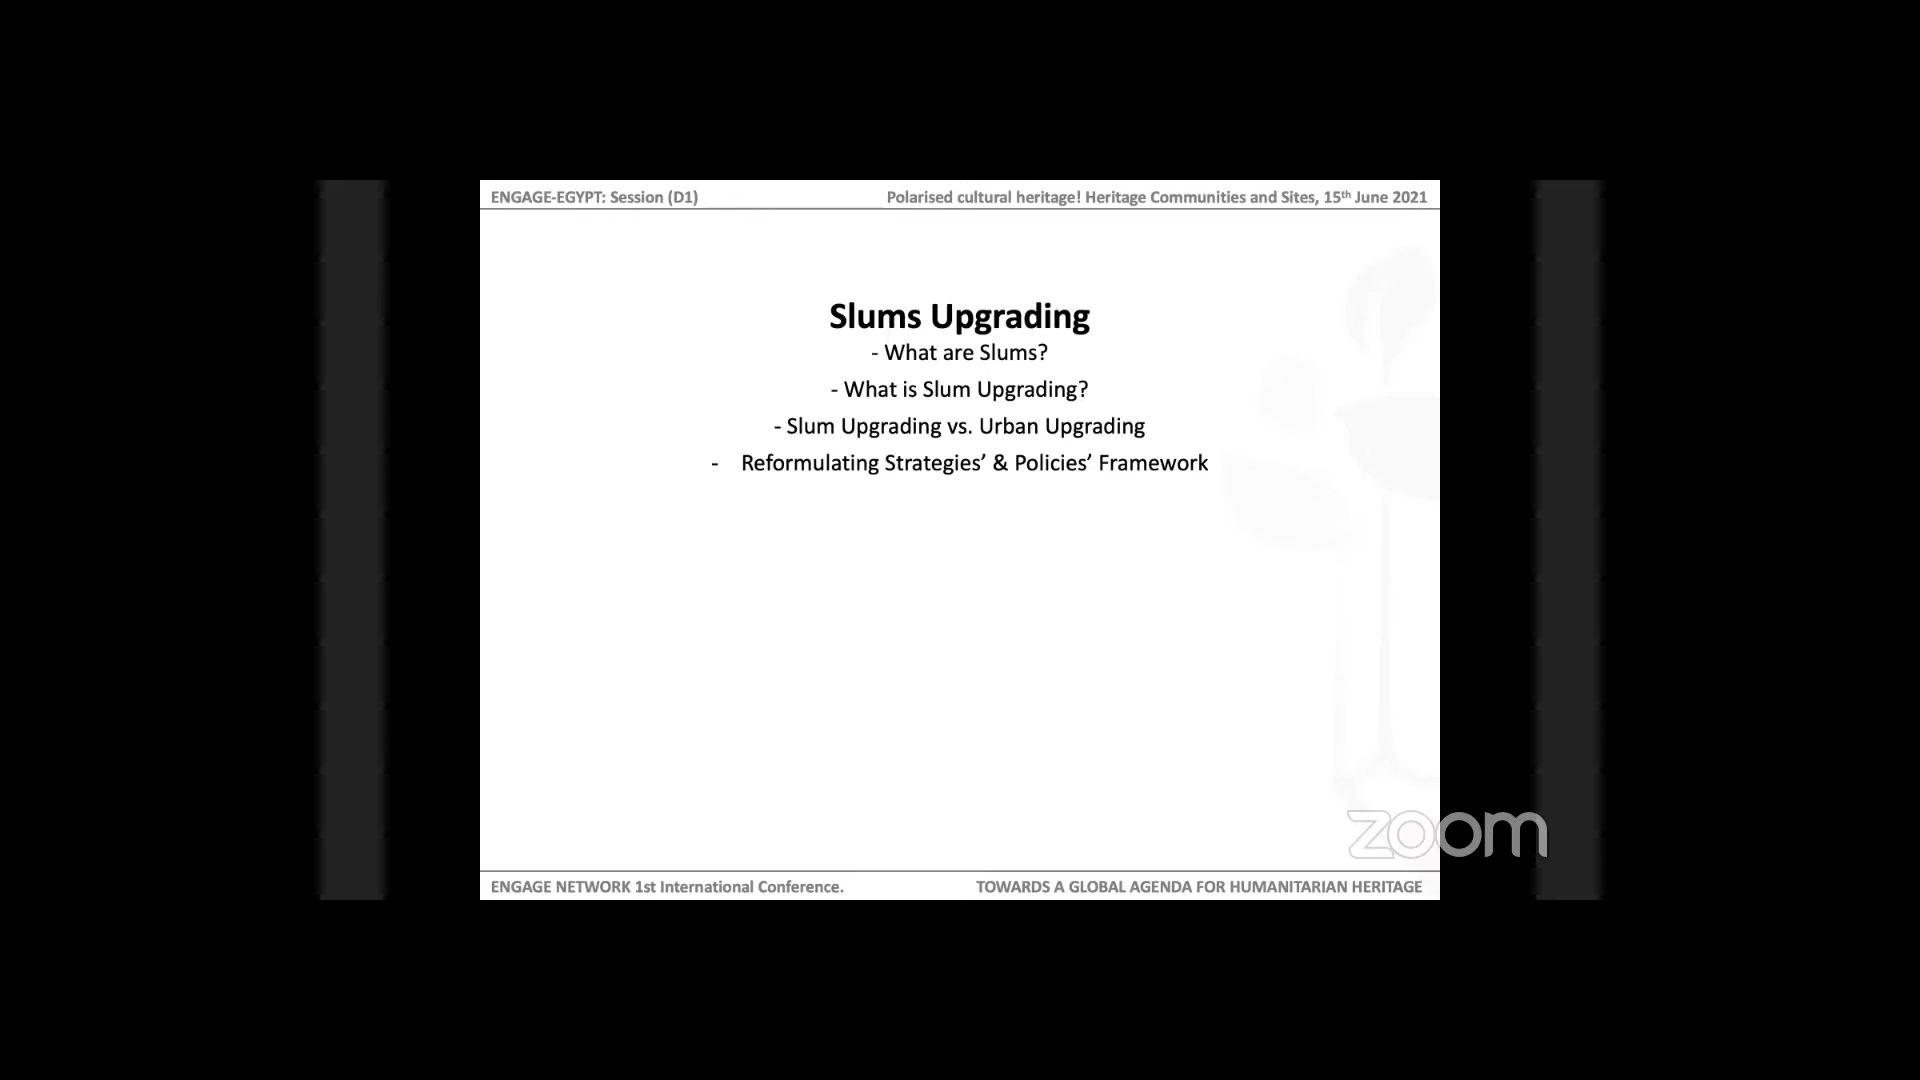 ENGAGE-EGYPT: Session (D1)
Polarised cultural heritage! Heritage Communities and Sites, 15th June 2021
Slums Upgrading
- What are Slums?
- What is Slum Upgrading?
- Slum Upgrading vs. Urban Upgrading
- Reformulating Strategies’ & Policies’ Framework
zoom
ENGAGE NETWORK 1st International Conference.
TOWARDS A GLOBAL AGENDA FOR HUMANITARIAN HERITAGE